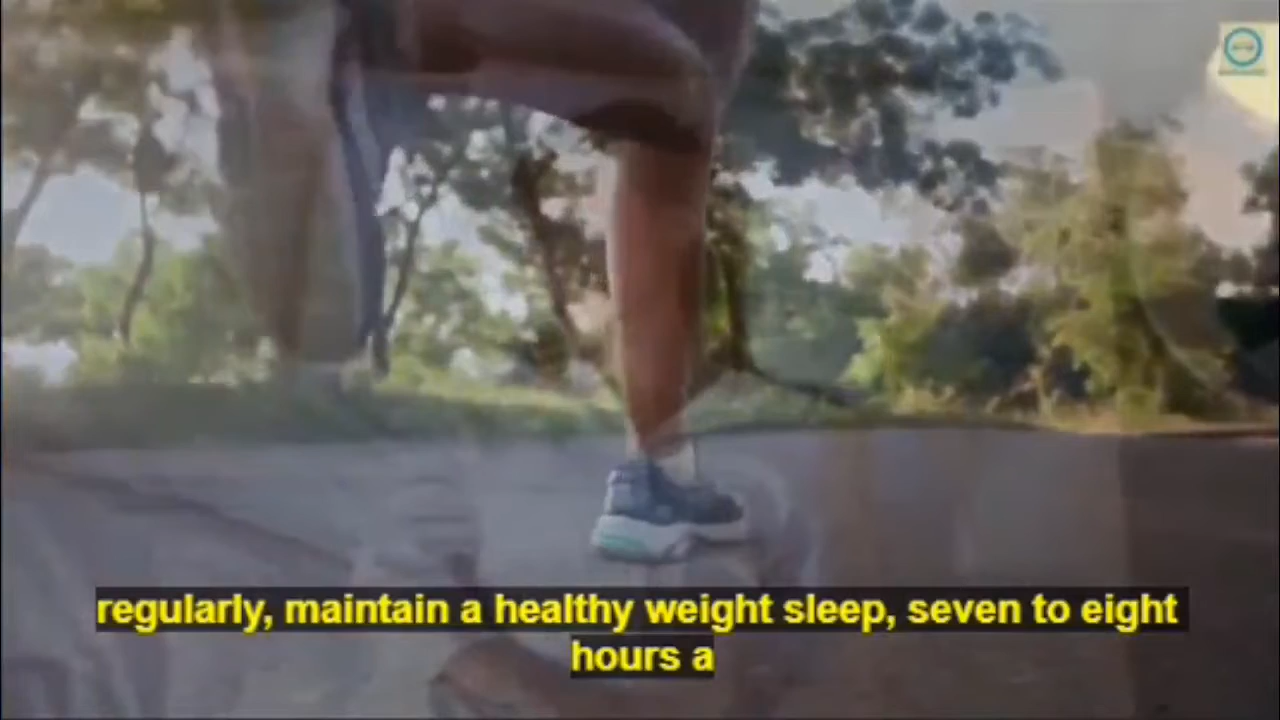 regularly, maintain a healthy weight sleep, seven to eight
hours a